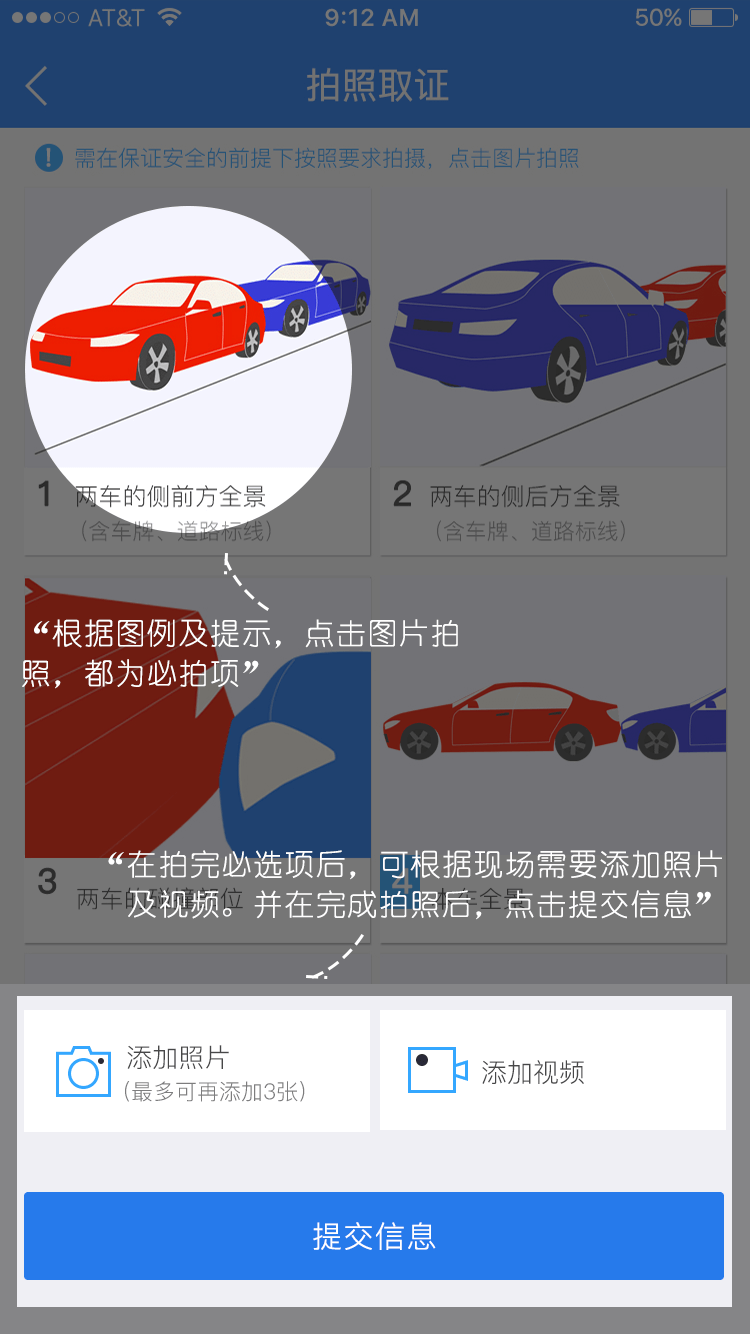 AT&T 9:12 AM 50%
拍照取证
需在保证安全的前提下按照要求拍摄，点击图片拍照
1 两车的侧前方全景
（含车牌、道路标线）
2 两车的侧后方全景
（含车牌、道路标线）
“根据图例及提示，点击图片拍
照，都为必拍项”
3 两车的碰撞部位
4 本车全景
“在拍完必选项后，可根据现场需要添加照片
及视频。并在完成拍照后，点击提交信息”
添加照片
（最多可再添加3张）
添加视频
提交信息